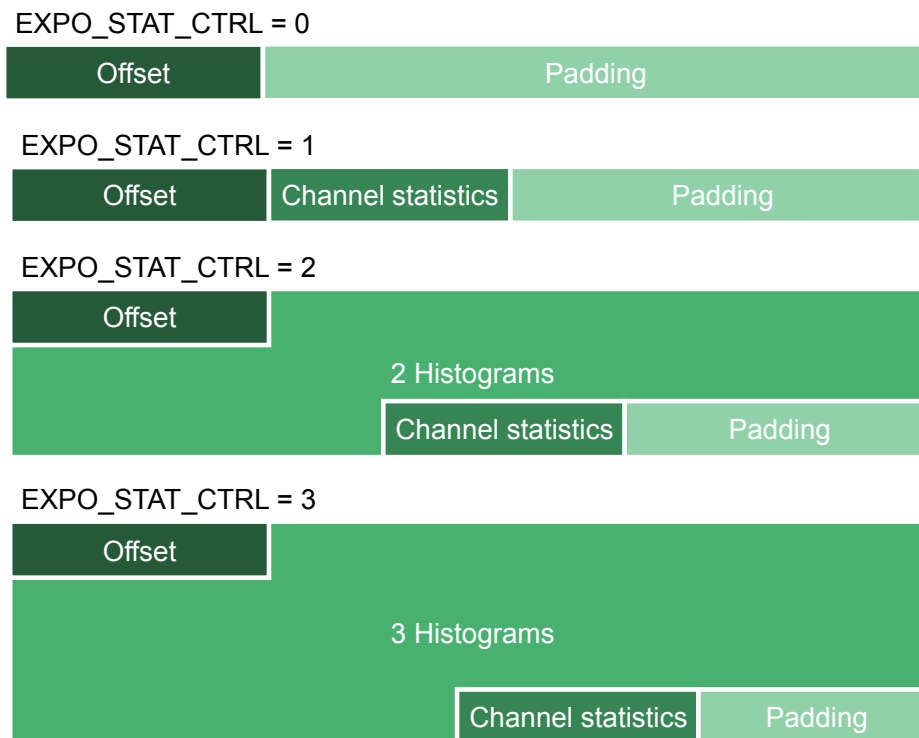 EXPO_STAT_CTRL = 0
Offset Padding
EXPO_STAT_CTRL = 1
Offset Channel statistics Padding
EXPO_STAT_CTRL = 2
Offset
2 Histograms
Channel statistics Padding
EXPO_STAT_CTRL = 3
Offset
3 Histograms
Channel statistics Padding